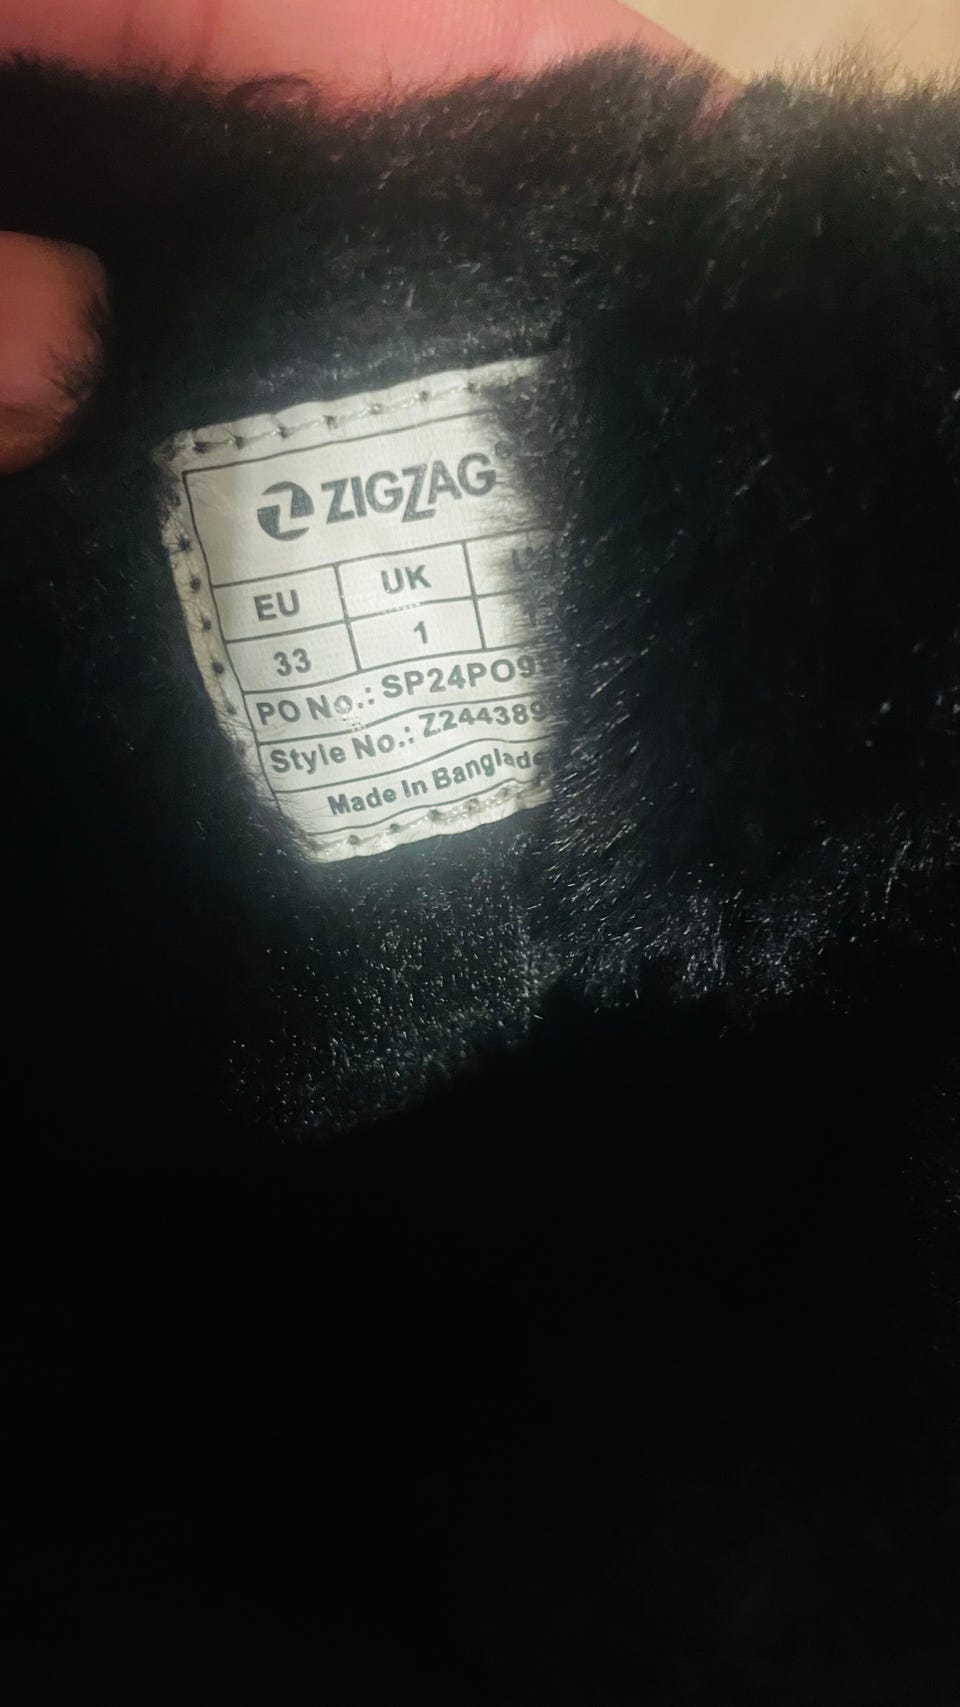 ZIGZAG
EU UK
33 1
PO No.: SP24PO9
Style No.: Z244389
Made In Banglade